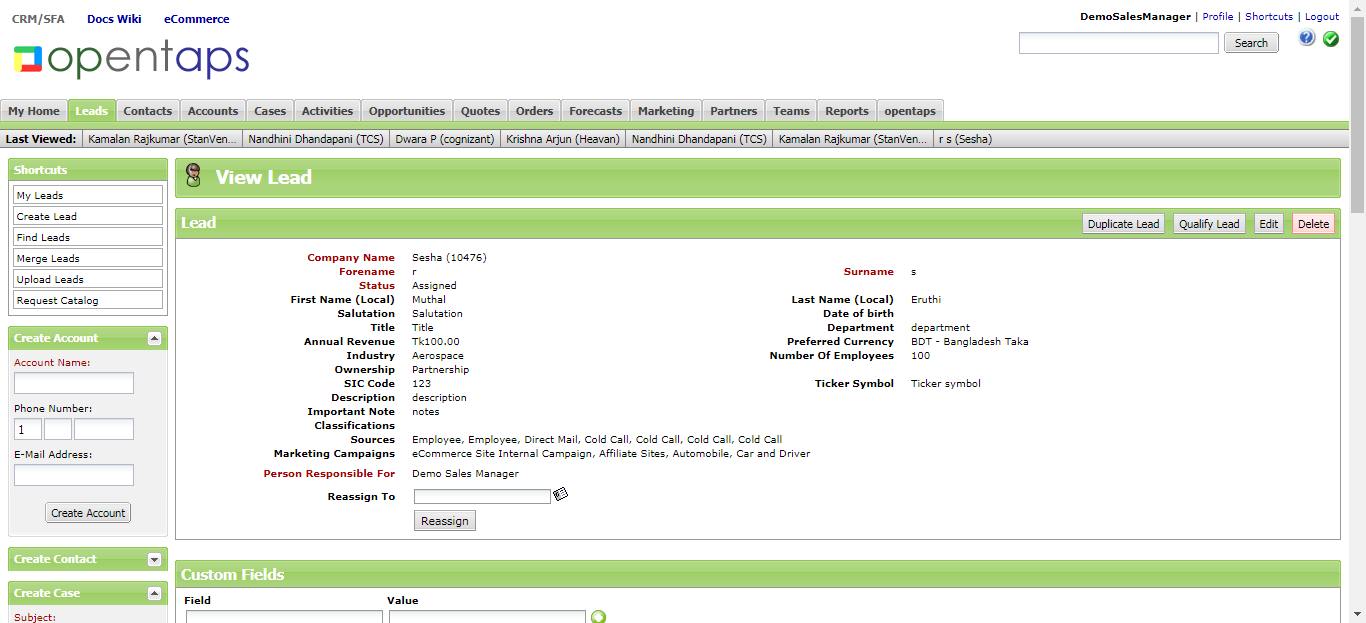 CRM/SFA Docs Wiki eCommerce
DemoSalesManager | Profile | Shortcuts | Logout
opentaps
Search
My Home Leads Contacts Accounts Cases Activities Opportunities Quotes Orders Forecasts Marketing Partners Teams Reports opentaps
Last Viewed: Kamalan Rajkumar (StanVen... Nandhini Dhandapani (TCS) Dwara P (cognizant) Krishna Arjun (Heavan) Nandhini Dhandapani (TCS) Kamalan Rajkumar (StanVen... r s (Sesha)
Shortcuts
My Leads
Create Lead
Find Leads
Merge Leads
Upload Leads
Request Catalog
Create Account
Account Name:
Phone Number:
1
E-Mail Address:
Create Account
Create Contact
Create Case
Subject:
View Lead
Lead
Duplicate Lead Qualify Lead Edit Delete
Company Name Sesha (10476)
Forename r Surname s
Status Assigned
First Name (Local) Muthal Last Name (Local) Eruthi
Salutation Salutation Date of birth
Title Title Department department
Annual Revenue Tk100.00 Preferred Currency BDT - Bangladesh Taka
Industry Aerospace Number Of Employees 100
Ownership Partnership
SIC Code 123 Ticker Symbol Ticker symbol
Description description
Important Note notes
Classifications
Sources Employee, Employee, Direct Mail, Cold Call, Cold Call, Cold Call, Cold Call
Marketing Campaigns eCommerce Site Internal Campaign, Affiliate Sites, Automobile, Car and Driver
Person Responsible For Demo Sales Manager
Reassign To
Reassign
Custom Fields
Field Value